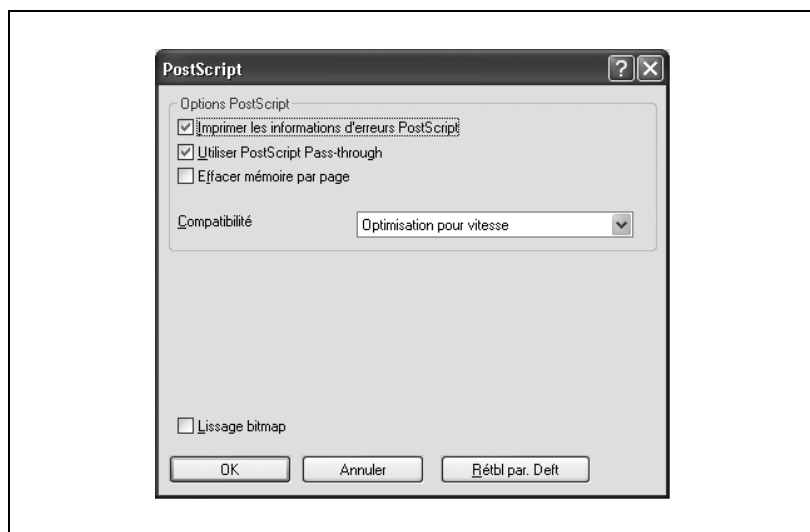 PostScript
Options PostScript
Imprimer les informations d'erreurs PostScript
Utiliser PostScript Pass-through
Effacer mémoire par page
Compatibilité
Optimisation pour vitesse
Lissage bitmap
OK
Annuler
Rétbl par. Deft